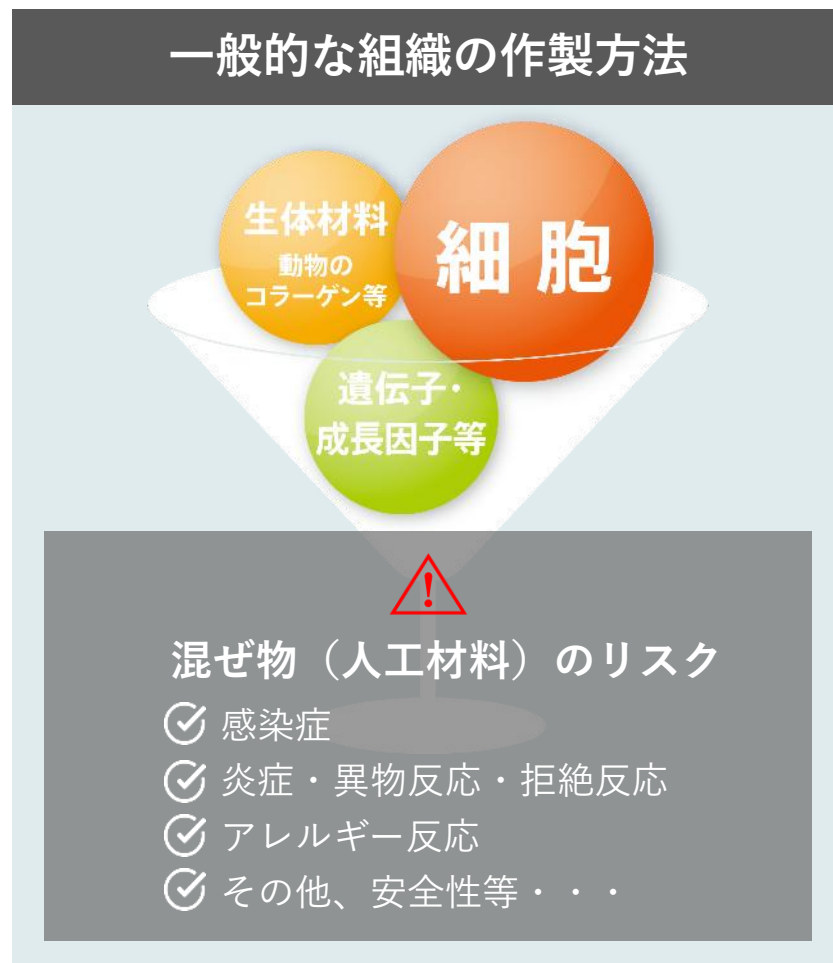 一般的な組織の作製方法
生体材料
動物の
コラーゲン等
細胞
遺伝子・
成長因子等
混ぜ物（人工材料）のリスク
感染症
炎症・異物反応・拒絶反応
アレルギー反応
その他、安全性等・・・